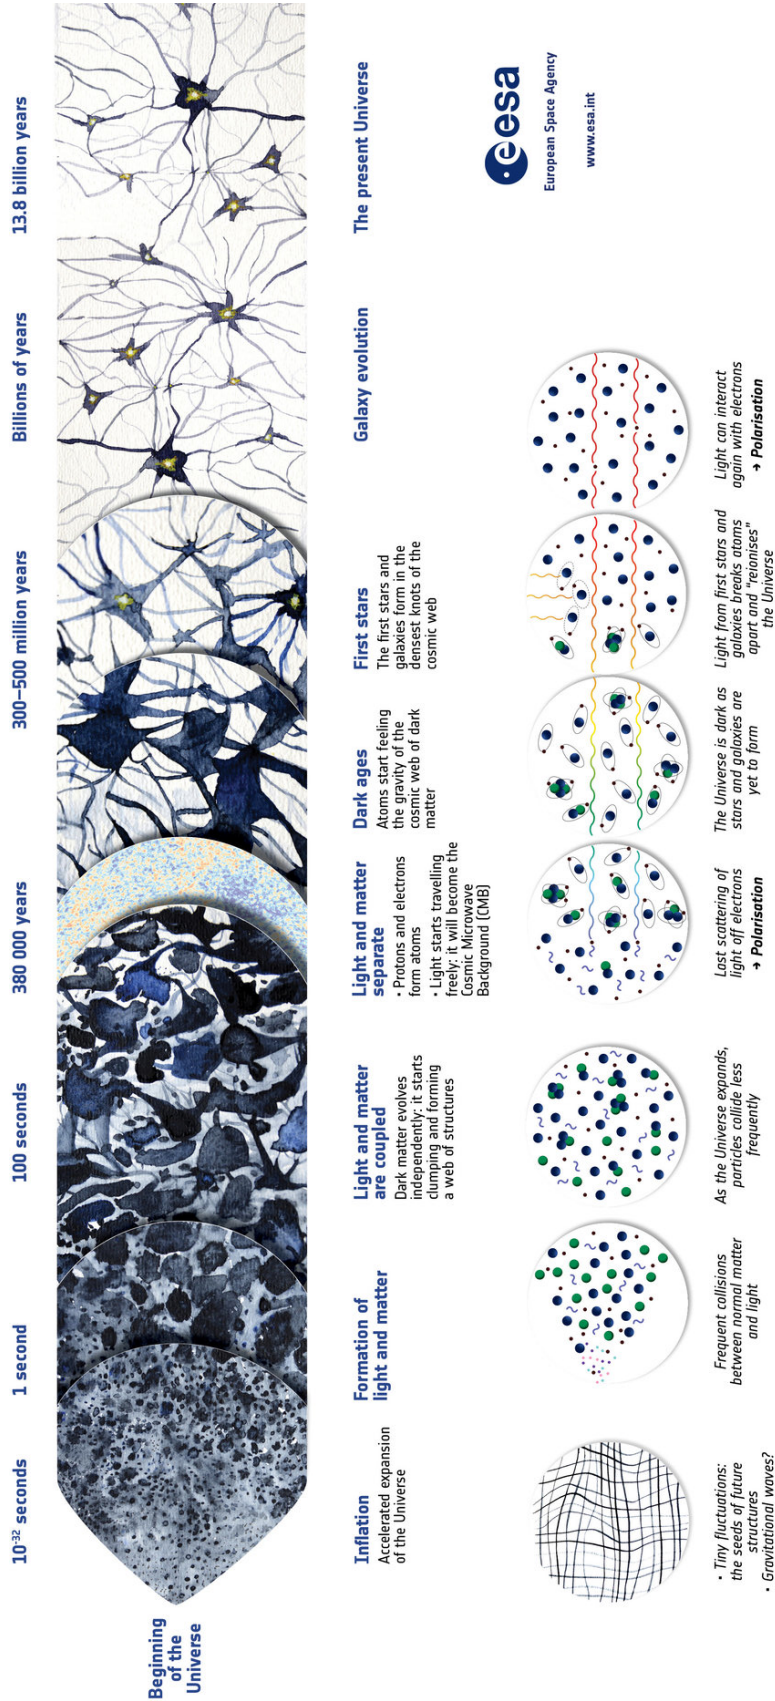 10⁻³² seconds
1 second
100 seconds
380 000 years
300–500 million years
Billions of years
13.8 billion years
Beginning
of the
Universe
Inflation
Accelerated expansion
of the Universe
Formation of
light and matter
Light and matter
are coupled
Dark matter evolves
independently: it starts
clumping and forming
a web of structures
Light and matter
separate
• Protons and electrons
form atoms
• Light starts travelling
freely: it will become the
Cosmic Microwave
Background (CMB)
Dark ages
Atoms start feeling
the gravity of the
cosmic web of dark
matter
First stars
The first stars and
galaxies form in the
densest knots of the
cosmic web
Galaxy evolution
The present Universe
• Tiny fluctuations:
the seeds of future
structures
• Gravitational waves?
Frequent collisions
between normal matter
and light
As the Universe expands,
particles collide less
frequently
Last scattering of
light off electrons
→ Polarisation
The Universe is dark as
stars and galaxies are
yet to form
Light from first stars and
galaxies breaks atoms
apart and "reionises"
the Universe
Light can interact
again with electrons
→ Polarisation
esa
European Space Agency
www.esa.int